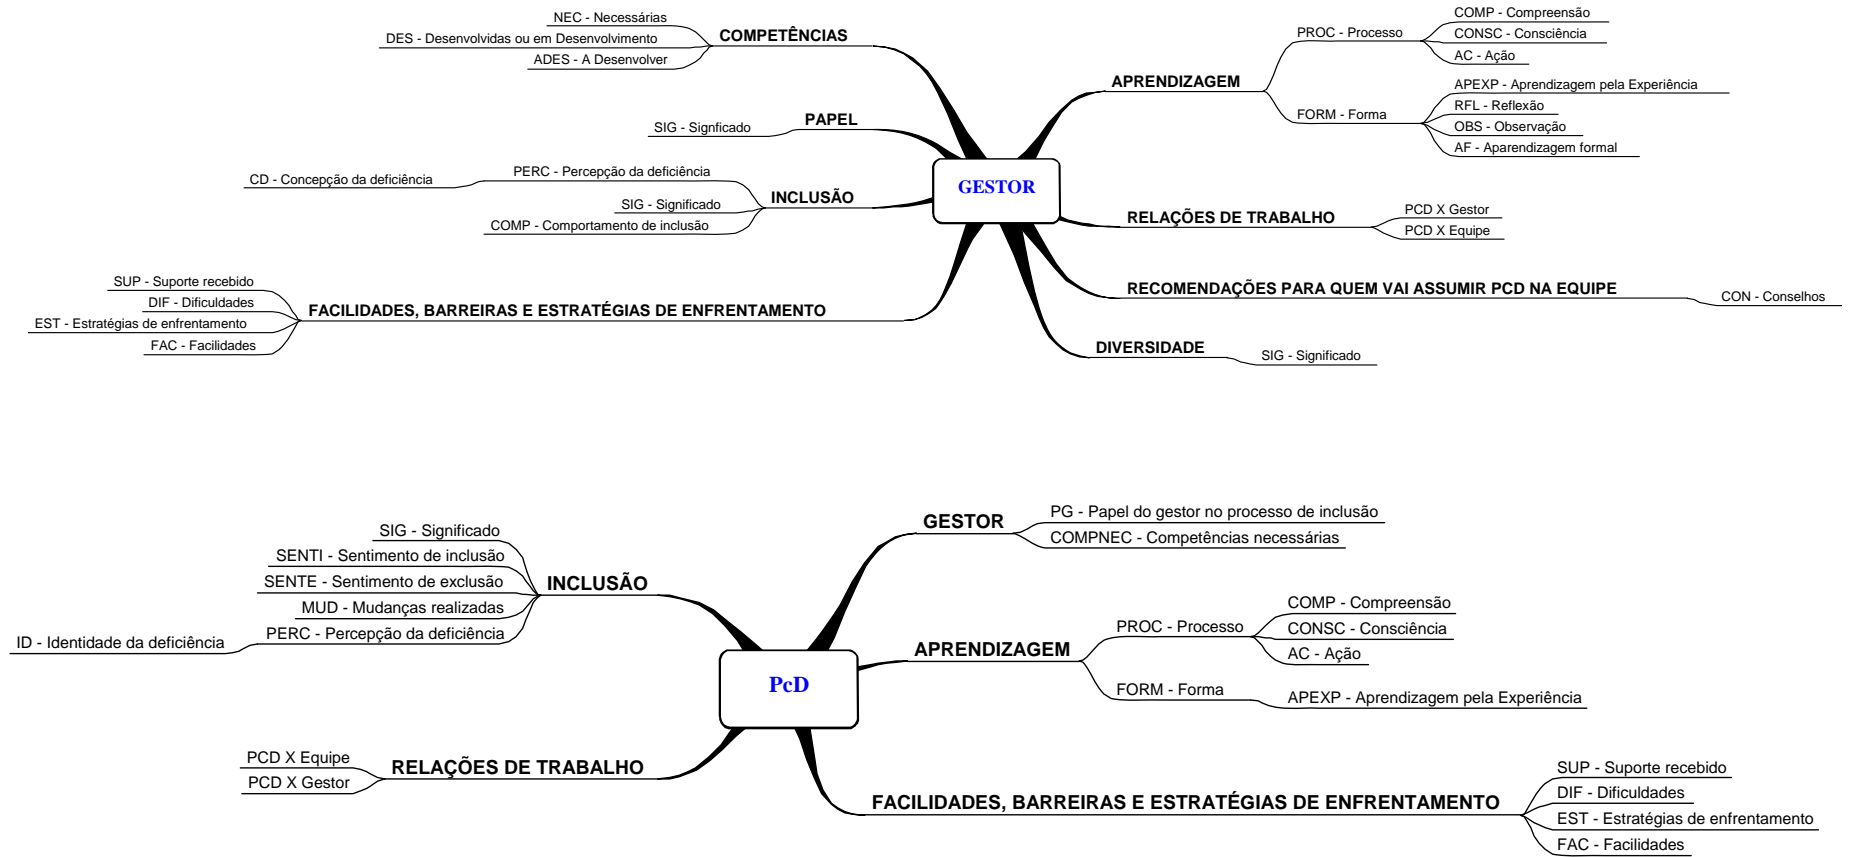 NEC - Necessárias
DES - Desenvolvidas ou em Desenvolvimento
ADES - A Desenvolver
COMPETÊNCIAS
SIG - Signficado
PAPEL
CD - Concepção da deficiência
PERC - Percepção da deficiência
SIG - Significado
COMP - Comportamento de inclusão
INCLUSÃO
SUP - Suporte recebido
DIF - Dificuldades
EST - Estratégias de enfrentamento
FAC - Facilidades
FACILIDADES, BARREIRAS E ESTRATÉGIAS DE ENFRENTAMENTO
GESTOR
APRENDIZAGEM
PROC - Processo
COMP - Compreensão
CONSC - Consciência
AC - Ação
FORM - Forma
APEXP - Aprendizagem pela Experiência
RFL - Reflexão
OBS - Observação
AF - Aparendizagem formal
RELAÇÕES DE TRABALHO
PCD X Gestor
PCD X Equipe
RECOMENDAÇÕES PARA QUEM VAI ASSUMIR PCD NA EQUIPE
CON - Conselhos
DIVERSIDADE
SIG - Significado
SIG - Significado
SENTI - Sentimento de inclusão
SENTE - Sentimento de exclusão
MUD - Mudanças realizadas
PERC - Percepção da deficiência
ID - Identidade da deficiência
INCLUSÃO
PCD X Equipe
PCD X Gestor
RELAÇÕES DE TRABALHO
PcD
GESTOR
PG - Papel do gestor no processo de inclusão
COMPNEC - Competências necessárias
APRENDIZAGEM
PROC - Processo
COMP - Compreensão
CONSC - Consciência
AC - Ação
FORM - Forma
APEXP - Aprendizagem pela Experiência
FACILIDADES, BARREIRAS E ESTRATÉGIAS DE ENFRENTAMENTO
SUP - Suporte recebido
DIF - Dificuldades
EST - Estratégias de enfrentamento
FAC - Facilidades